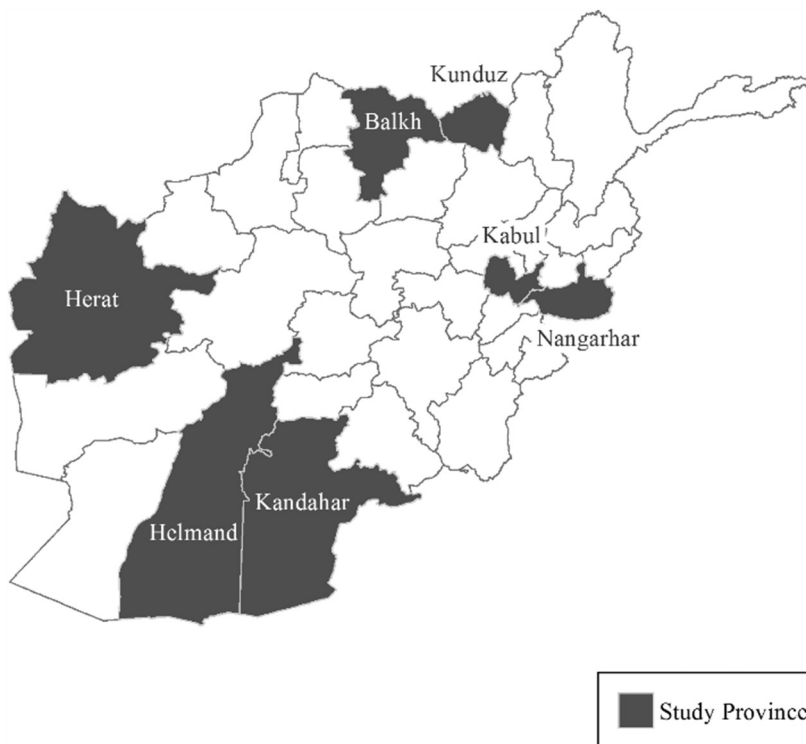 Kunduz
Balkh
Kabul
Herat
Nangarhar
Kandahar
Helmand
Study Province